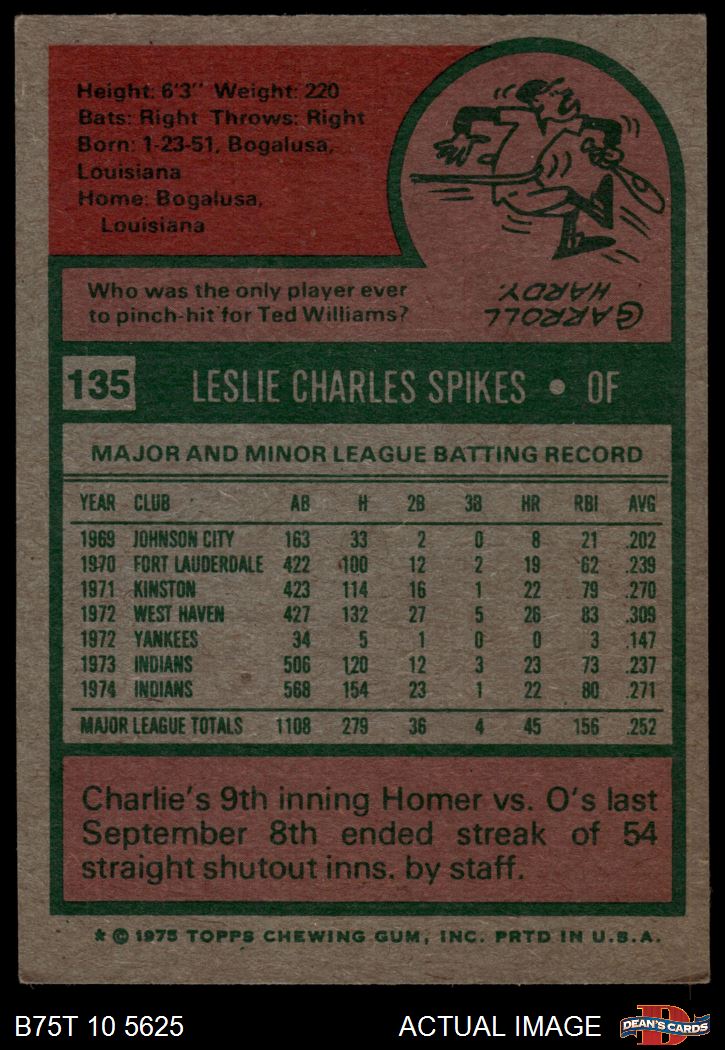 Height: 6'3" Weight: 220
Bats: Right Throws: Right
Born: 1-23-51, Bogalusa,
Louisiana
Home: Bogalusa,
Louisiana
Who was the only player ever
to pinch-hit for Ted Williams?
CARROLL
HARDY.
135 LESLIE CHARLES SPIKES • OF
MAJOR AND MINOR LEAGUE BATTING RECORD
YEAR CLUB AB H 2B 3B HR RBI AVG
1969 JOHNSON CITY 163 33 2 0 8 21 .202
1970 FORT LAUDERDALE 422 100 12 2 19 62 .239
1971 KINSTON 423 114 16 1 22 79 .270
1972 WEST HAVEN 427 132 27 5 26 83 .309
1972 YANKEES 34 5 1 0 0 3 .147
1973 INDIANS 506 120 12 3 23 73 .237
1974 INDIANS 568 154 23 1 22 80 .271
MAJOR LEAGUE TOTALS 1108 279 36 4 45 156 .252
Charlie's 9th inning Homer vs. O's last
September 8th ended streak of 54
straight shutout inns. by staff.
* © 1975 TOPPS CHEWING GUM, INC. PRTD IN U.S.A.
B75T 10 5625 ACTUAL IMAGE DEAN'S CARDS